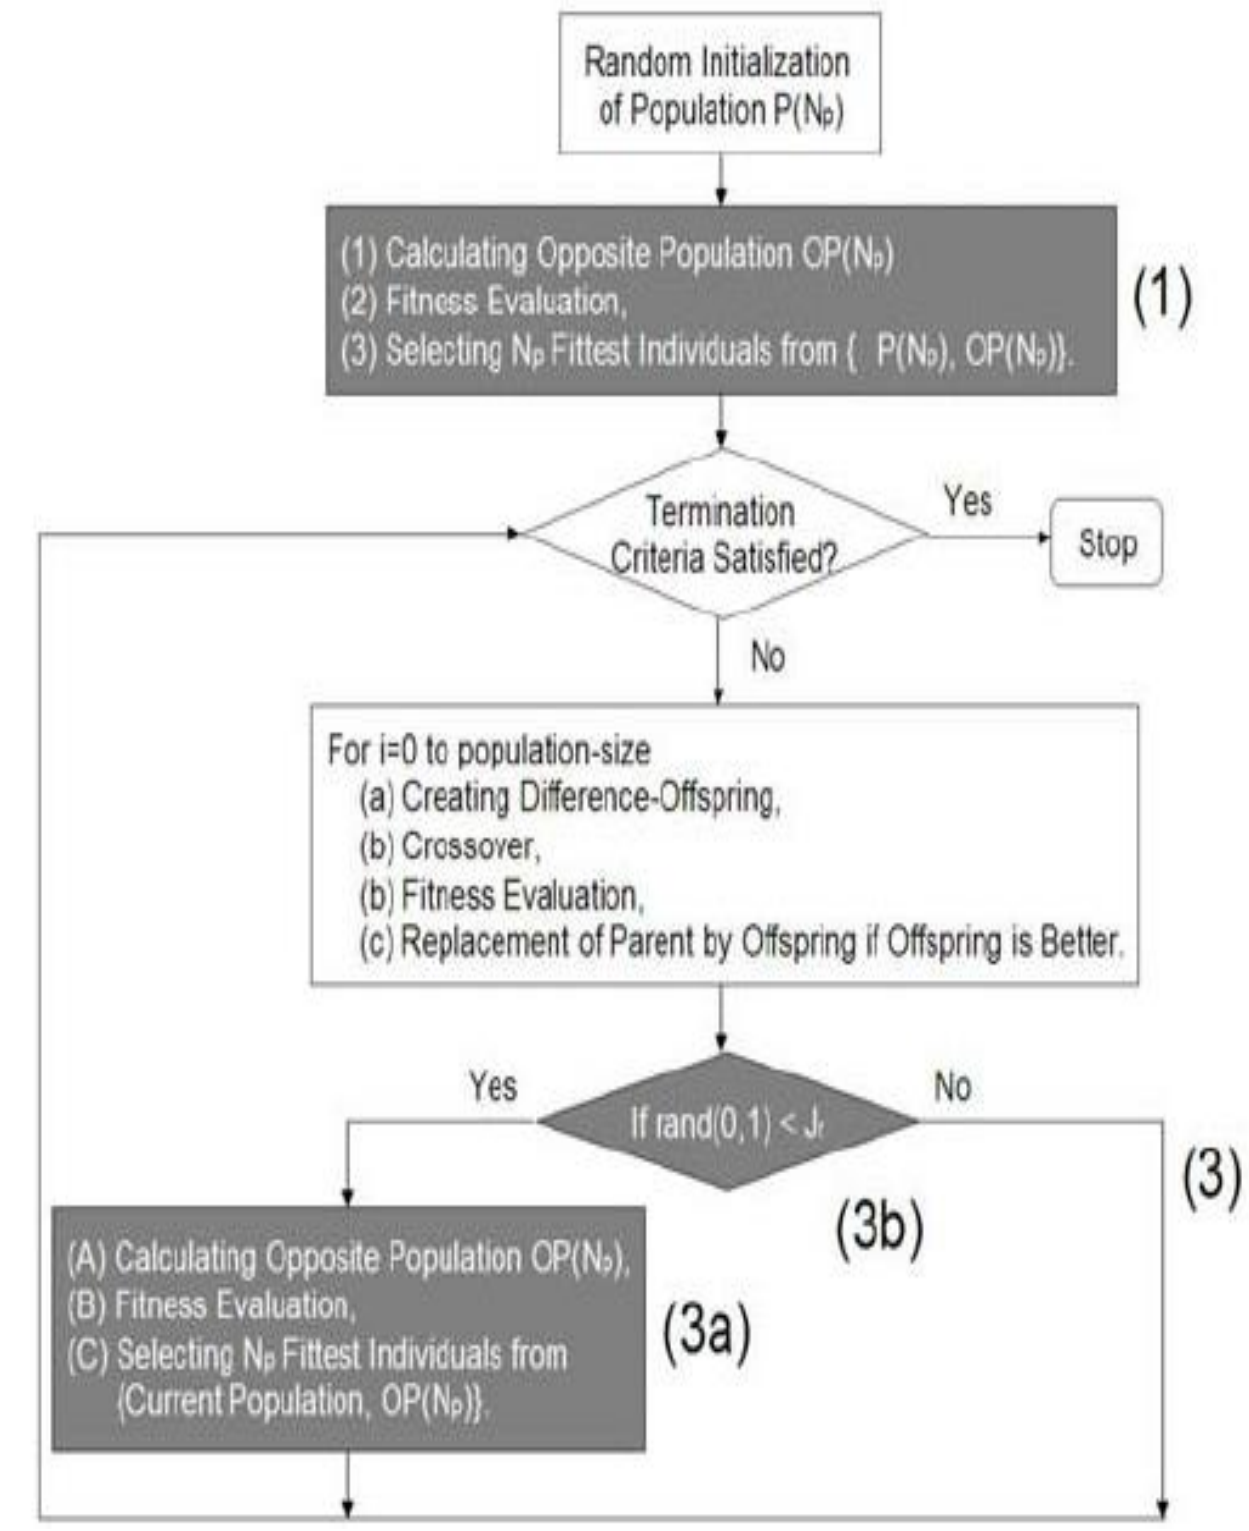 Random Initialization
of Population P(Np)
(1) Calculating Opposite Population OP(Np)
(2) Fitness Evaluation,
(3) Selecting Np Fittest Individuals from { P(Np), OP(Np)}.
(1)
Termination
Criteria Satisfied?
Yes
Stop
No
For i=0 to population-size
(a) Creating Difference-Offspring,
(b) Crossover,
(b) Fitness Evaluation,
(c) Replacement of Parent by Offspring if Offspring is Better.
Yes
If rand(0,1) < Jr
No
(3)
(3b)
(A) Calculating Opposite Population OP(Np),
(B) Fitness Evaluation,
(C) Selecting Np Fittest Individuals from
{Current Population, OP(Np)}.
(3a)